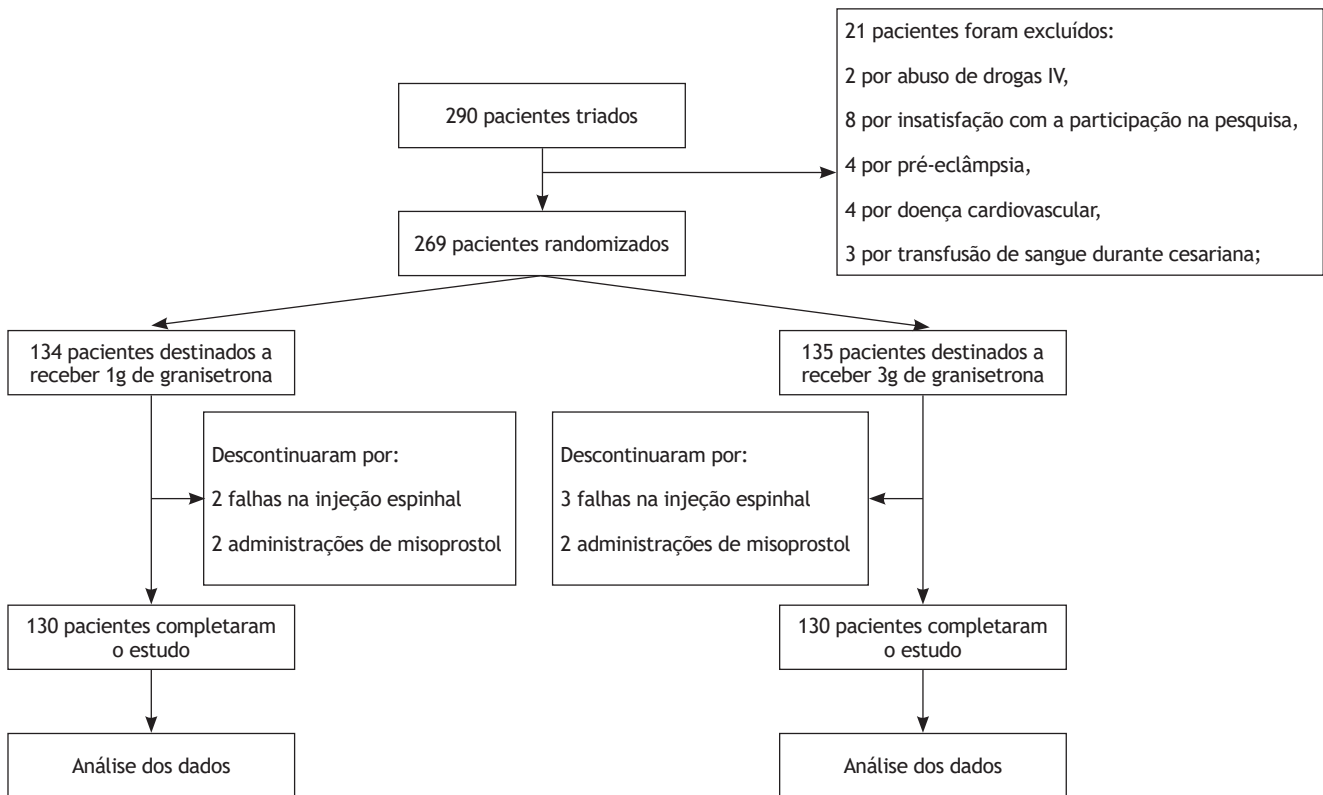 290 pacientes triados
21 pacientes foram excluídos:
2 por abuso de drogas IV,
8 por insatisfação com a participação na pesquisa,
4 por pré-eclâmpsia,
4 por doença cardiovascular,
3 por transfusão de sangue durante cesariana;
269 pacientes randomizados
134 pacientes destinados a
receber 1g de granisetrona
135 pacientes destinados a
receber 3g de granisetrona
Descontinuaram por:
2 falhas na injeção espinhal
2 administrações de misoprostol
Descontinuaram por:
3 falhas na injeção espinhal
2 administrações de misoprostol
130 pacientes completaram
o estudo
130 pacientes completaram
o estudo
Análise dos dados
Análise dos dados